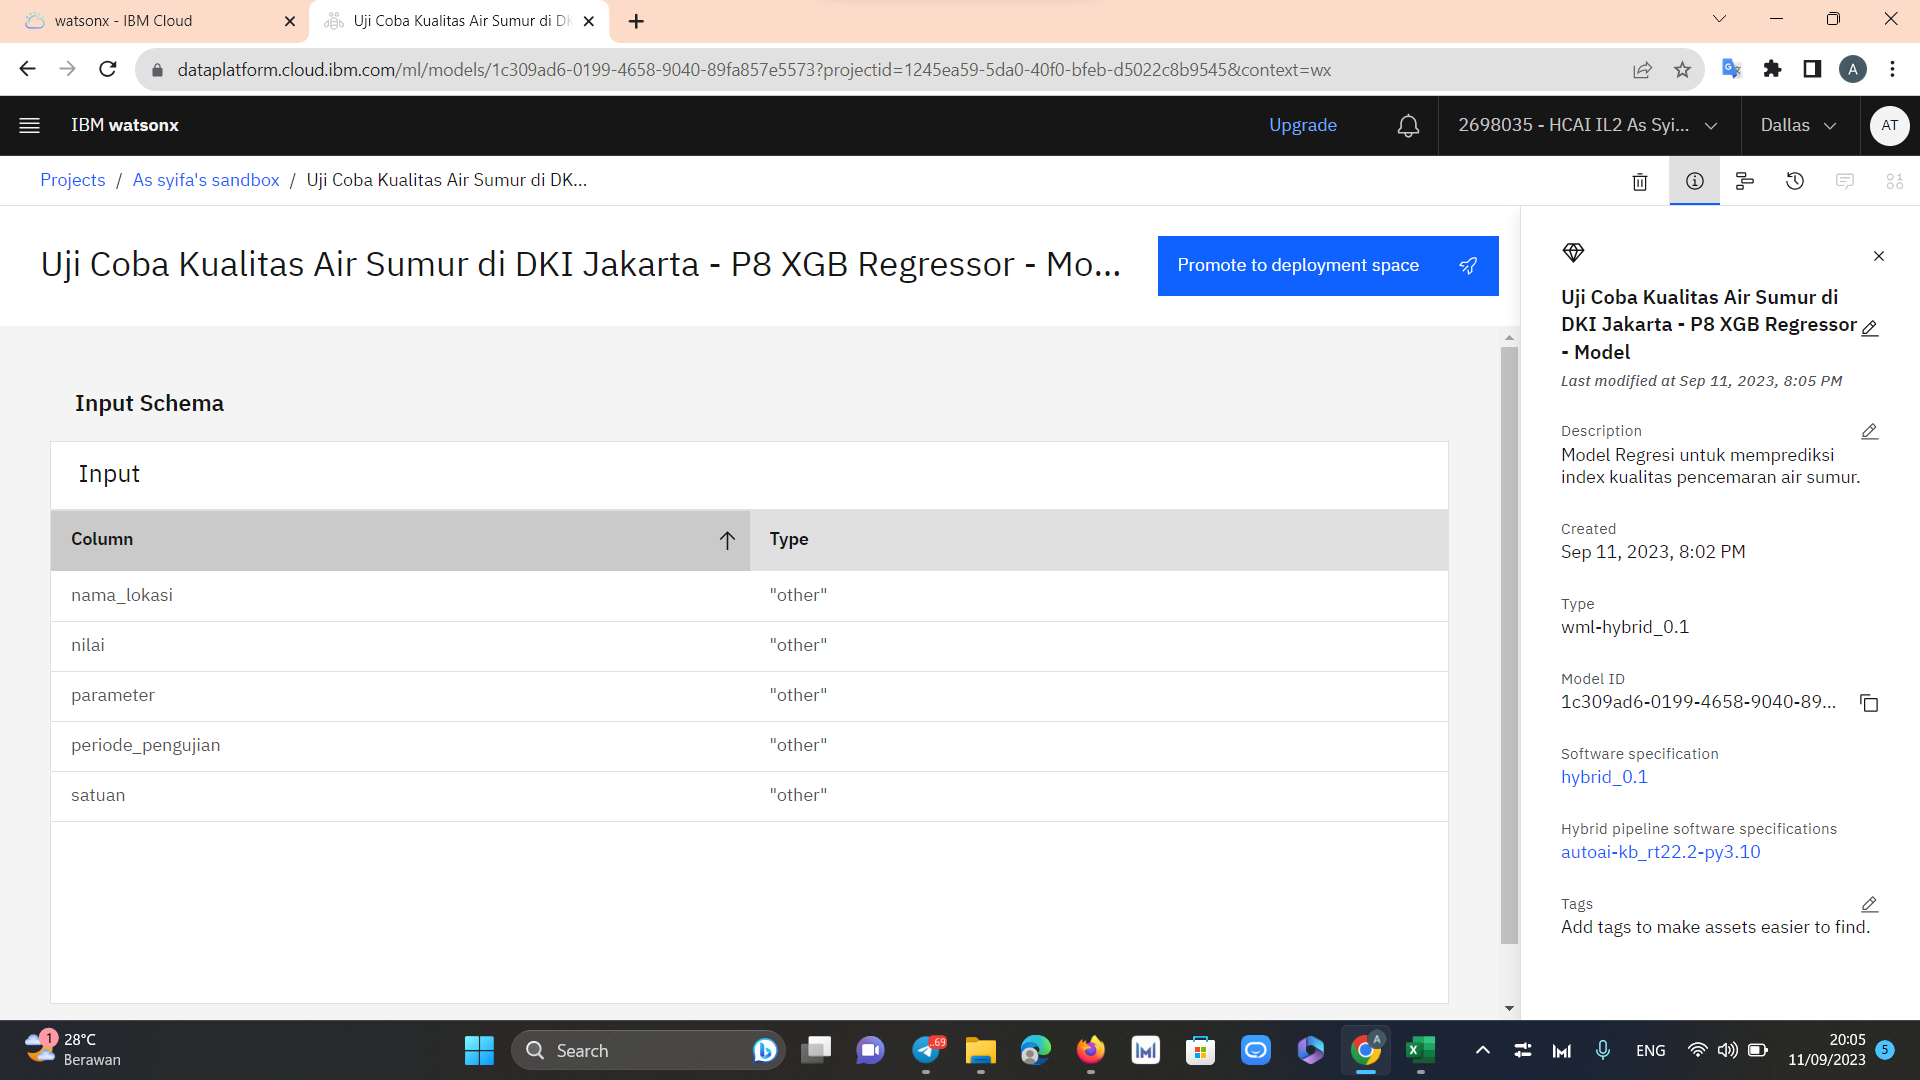 watsonx - IBM Cloud
Uji Coba Kualitas Air Sumur di DK
dataplatform.cloud.ibm.com/ml/models/1c309ad6-0199-4658-9040-89fa857e5573?projectid=1245ea59-5da0-40f0-bfeb-d5022c8b9545&context=wx
A
IBM watsonx
Upgrade
2698035 - HCAI IL2 As Syi...
Dallas
AT
Projects / As syifa's sandbox / Uji Coba Kualitas Air Sumur di DK...
Uji Coba Kualitas Air Sumur di DKI Jakarta - P8 XGB Regressor - Mo...
Promote to deployment space
Input Schema
Input
Column
Type
nama_lokasi
"other"
nilai
"other"
parameter
"other"
periode_pengujian
"other"
satuan
"other"
Uji Coba Kualitas Air Sumur di
DKI Jakarta - P8 XGB Regressor
- Model
Last modified at Sep 11, 2023, 8:05 PM
Description
Model Regresi untuk memprediksi
index kualitas pencemaran air sumur.
Created
Sep 11, 2023, 8:02 PM
Type
wml-hybrid_0.1
Model ID
1c309ad6-0199-4658-9040-89...
Software specification
hybrid_0.1
Hybrid pipeline software specifications
autoai-kb_rt22.2-py3.10
Tags
Add tags to make assets easier to find.
1
28°C
Berawan
Search
..69
A
ENG
20:05
11/09/2023
5